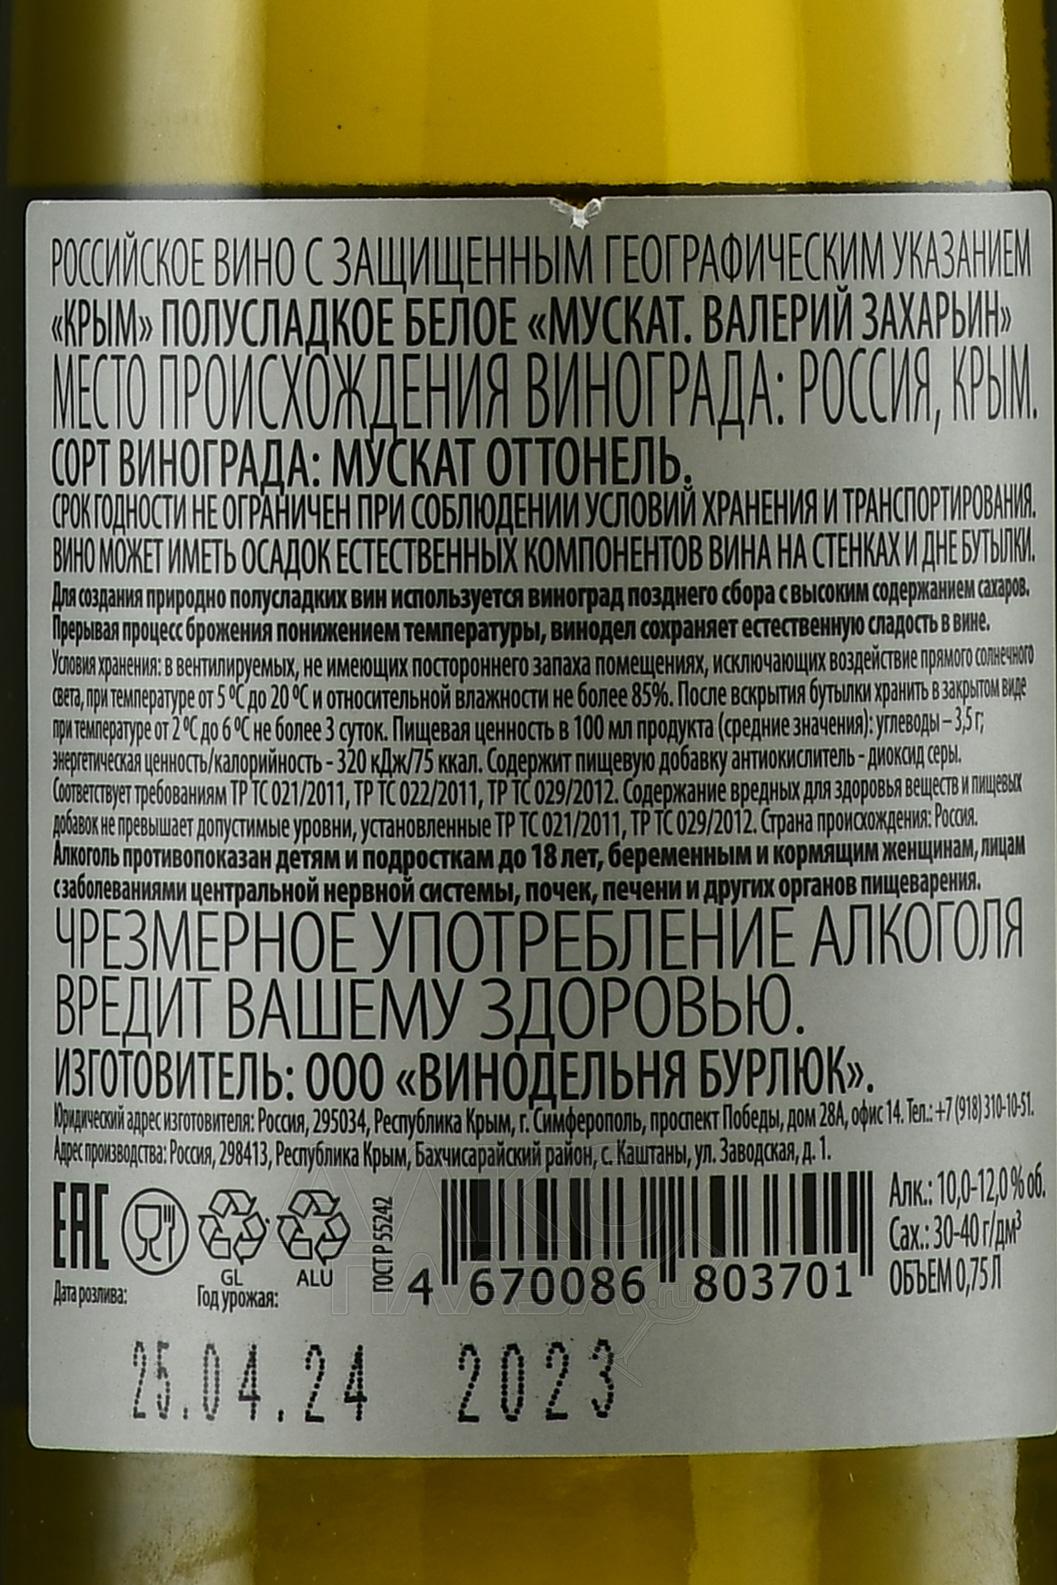 РОССИЙСКОЕ ВИНО С ЗАЩИЩЕННЫМ ГЕОГРАФИЧЕСКИМ УКАЗАНИЕМ
«КРЫМ» ПОЛУСЛАДКОЕ БЕЛОЕ «МУСКАТ. ВАЛЕРИЙ ЗАХАРЬИН»
МЕСТО ПРОИСХОЖДЕНИЯ ВИНОГРАДА: РОССИЯ, КРЫМ.
СОРТ ВИНОГРАДА: МУСКАТ ОТТОНЕЛЬ.
СРОК ГОДНОСТИ НЕ ОГРАНИЧЕН ПРИ СОБЛЮДЕНИИ УСЛОВИЙ ХРАНЕНИЯ И ТРАНСПОРТИРОВАНИЯ.
ВИНО МОЖЕТ ИМЕТЬ ОСАДОК ЕСТЕСТВЕННЫХ КОМПОНЕНТОВ ВИНА НА СТЕНКАХ И ДНЕ БУТЫЛКИ.
Для создания природно полусладких вин используется виноград позднего сбора с высоким содержанием сахаров.
Прерывая процесс брожения понижением температуры, винодел сохраняет естественную сладость в вине.
Условия хранения: в вентилируемых, не имеющих постороннего запаха помещениях, исключающих воздействие прямого солнечного
света, при температуре от 5 °C до 20 °C и относительной влажности не более 85%. После вскрытия бутылки хранить в закрытом виде
при температуре от 2 °C до 6 °C не более 3 суток. Пищевая ценность в 100 мл продукта (средние значения): углеводы – 3,5 г;
энергетическая ценность/калорийность - 320 кДж/75 ккал. Содержит пищевую добавку антиокислитель - диоксид серы.
Соответствует требованиям ТР ТС 021/2011, ТР ТС 022/2011, ТР ТС 029/2012. Содержание вредных для здоровья веществ и пищевых
добавок не превышает допустимые уровни, установленные ТР ТС 021/2011, ТР ТС 029/2012. Страна происхождения: Россия.
Алкоголь противопоказан детям и подросткам до 18 лет, беременным и кормящим женщинам, лицам
с заболеваниями центральной нервной системы, почек, печени и других органов пищеварения.
ЧРЕЗМЕРНОЕ УПОТРЕБЛЕНИЕ АЛКОГОЛЯ
ВРЕДИТ ВАШЕМУ ЗДОРОВЬЮ.
ИЗГОТОВИТЕЛЬ: ООО «ВИНОДЕЛЬНЯ БУРЛЮК».
Юридический адрес изготовителя: Россия, 295034, Республика Крым, г. Симферополь, проспект Победы, дом 28А, офис 14. Тел.: +7 (918) 310-10-51.
Адрес производства: Россия, 298413, Республика Крым, Бахчисарайский район, с. Каштаны, ул. Заводская, д. 1.
EAC
GL
ALU
ГОСТ Р 55242
4 670086 803701
Алк.: 10,0-12,0 % об.
Сах.: 30-40 г/дм³
ОБЪЕМ 0,75 Л
Дата розлива:
Год урожая:
25.04.24
2023
АЛКО
ПЛАЗА.ru